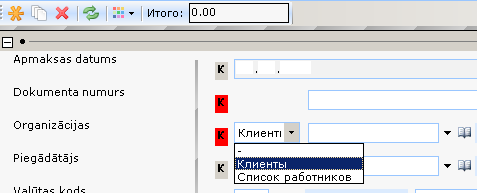 Итого: 0.00
Apmaksas datums
K
. .
Dokumenta numurs
K
Organizācijas
K
Клиенты
-
Клиенты
Список работников
Piegādātājs
K
Valūtas kods